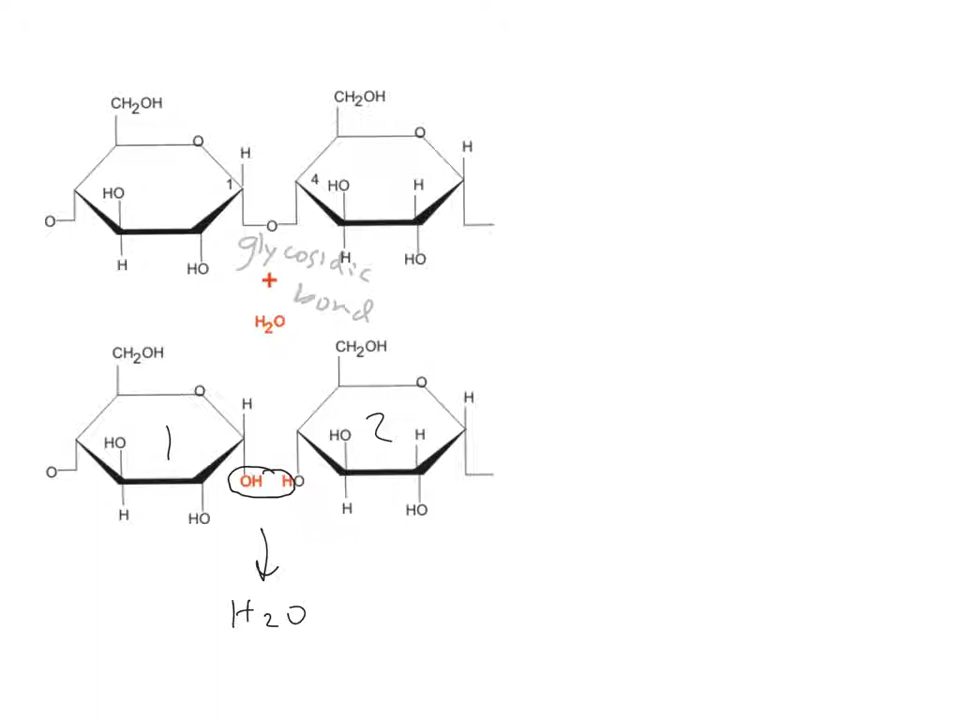 CH2OH CH2OH
O O
H H
1 4 HO H
HO
O O
H HO H HO
glycosidic
+
bond
H2O
CH2OH CH2OH
O O
H H
HO 1 HO 2 H
O OH HO
H HO H HO
H2O